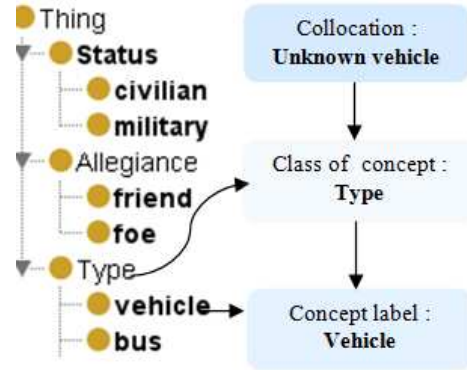 Thing
Status
civilian
military
Allegiance
friend
foe
Type
vehicle
bus
Collocation :
Unknown vehicle
Class of concept :
Type
Concept label :
Vehicle